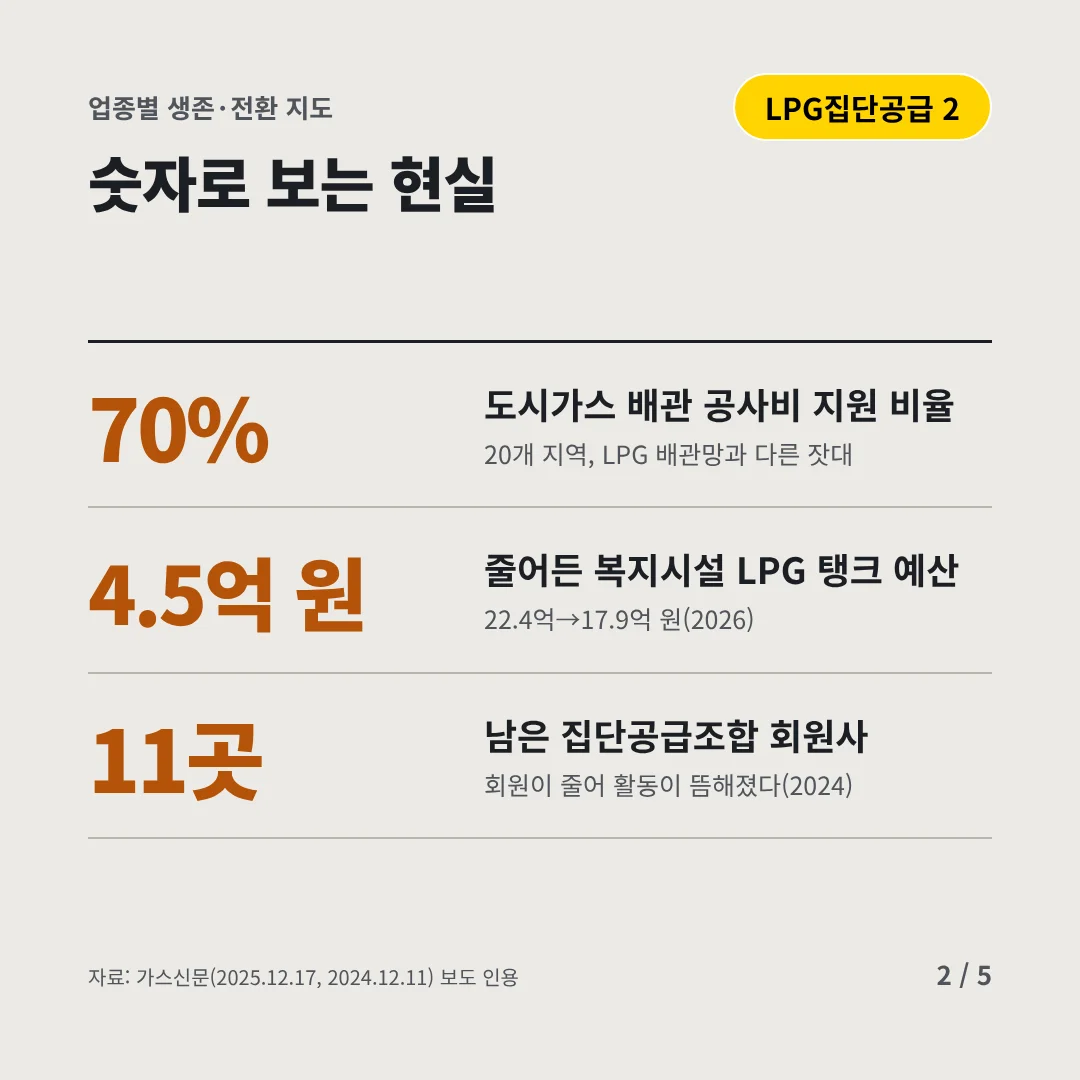 업종별 생존·전환 지도
LPG집단공급 2
숫자로 보는 현실
70%
도시가스 배관 공사비 지원 비율
20개 지역, LPG 배관망과 다른 잣대
4.5억 원
줄어든 복지시설 LPG 탱크 예산
22.4억→17.9억 원(2026)
11곳
남은 집단공급조합 회원사
회원이 줄어 활동이 뜸해졌다(2024)
자료: 가스신문(2025.12.17, 2024.12.11) 보도 인용
2 / 5